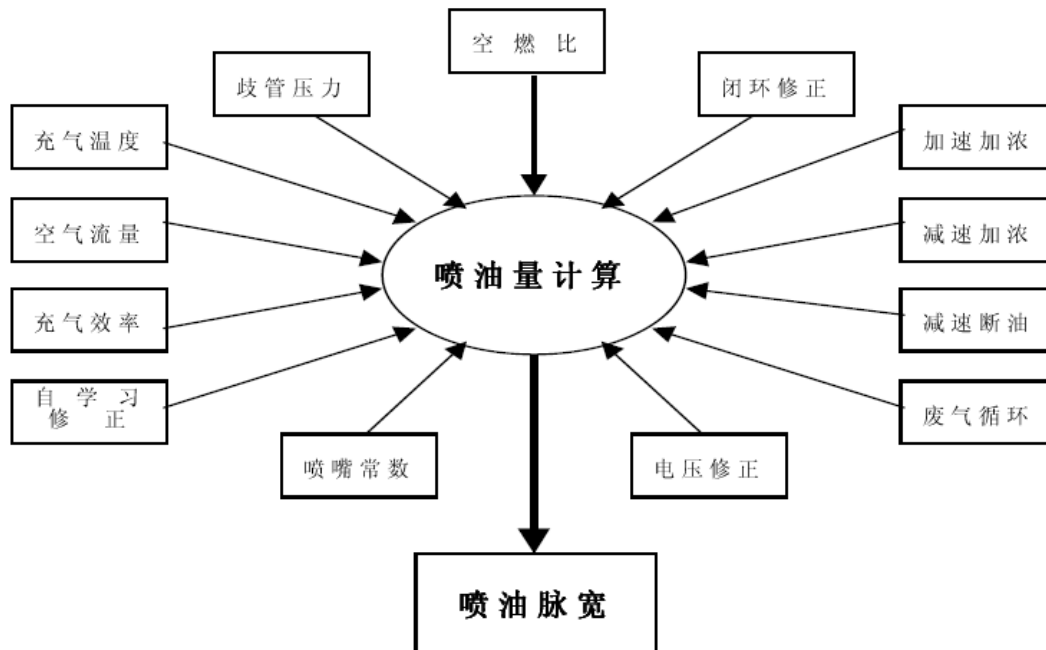 空燃比
歧管压力
闭环修正
充气温度
加速加浓
空气流量
减速加浓
喷油量计算
充气效率
减速断油
自学习
修正
废气循环
喷嘴常数
电压修正
喷油脉宽